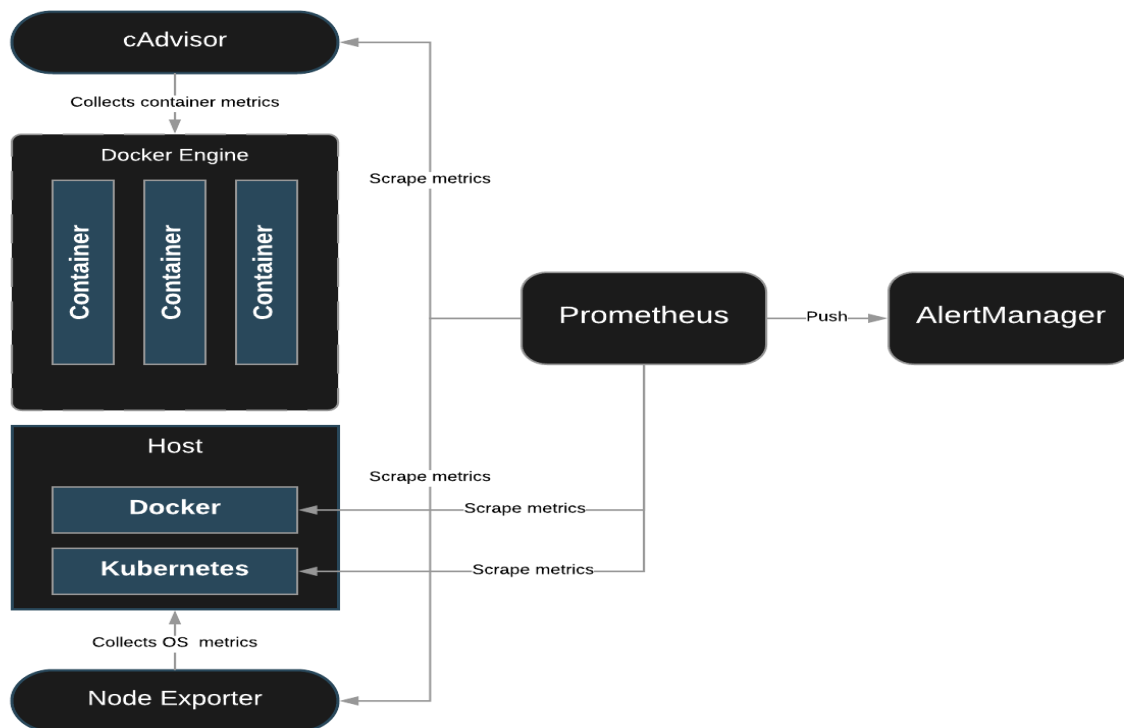 cAdvisor
Collects container metrics
Docker Engine
Container
Container
Container
Scrape metrics
Prometheus
Push
AlertManager
Host
Scrape metrics
Docker
Scrape metrics
Kubernetes
Scrape metrics
Collects OS metrics
Node Exporter